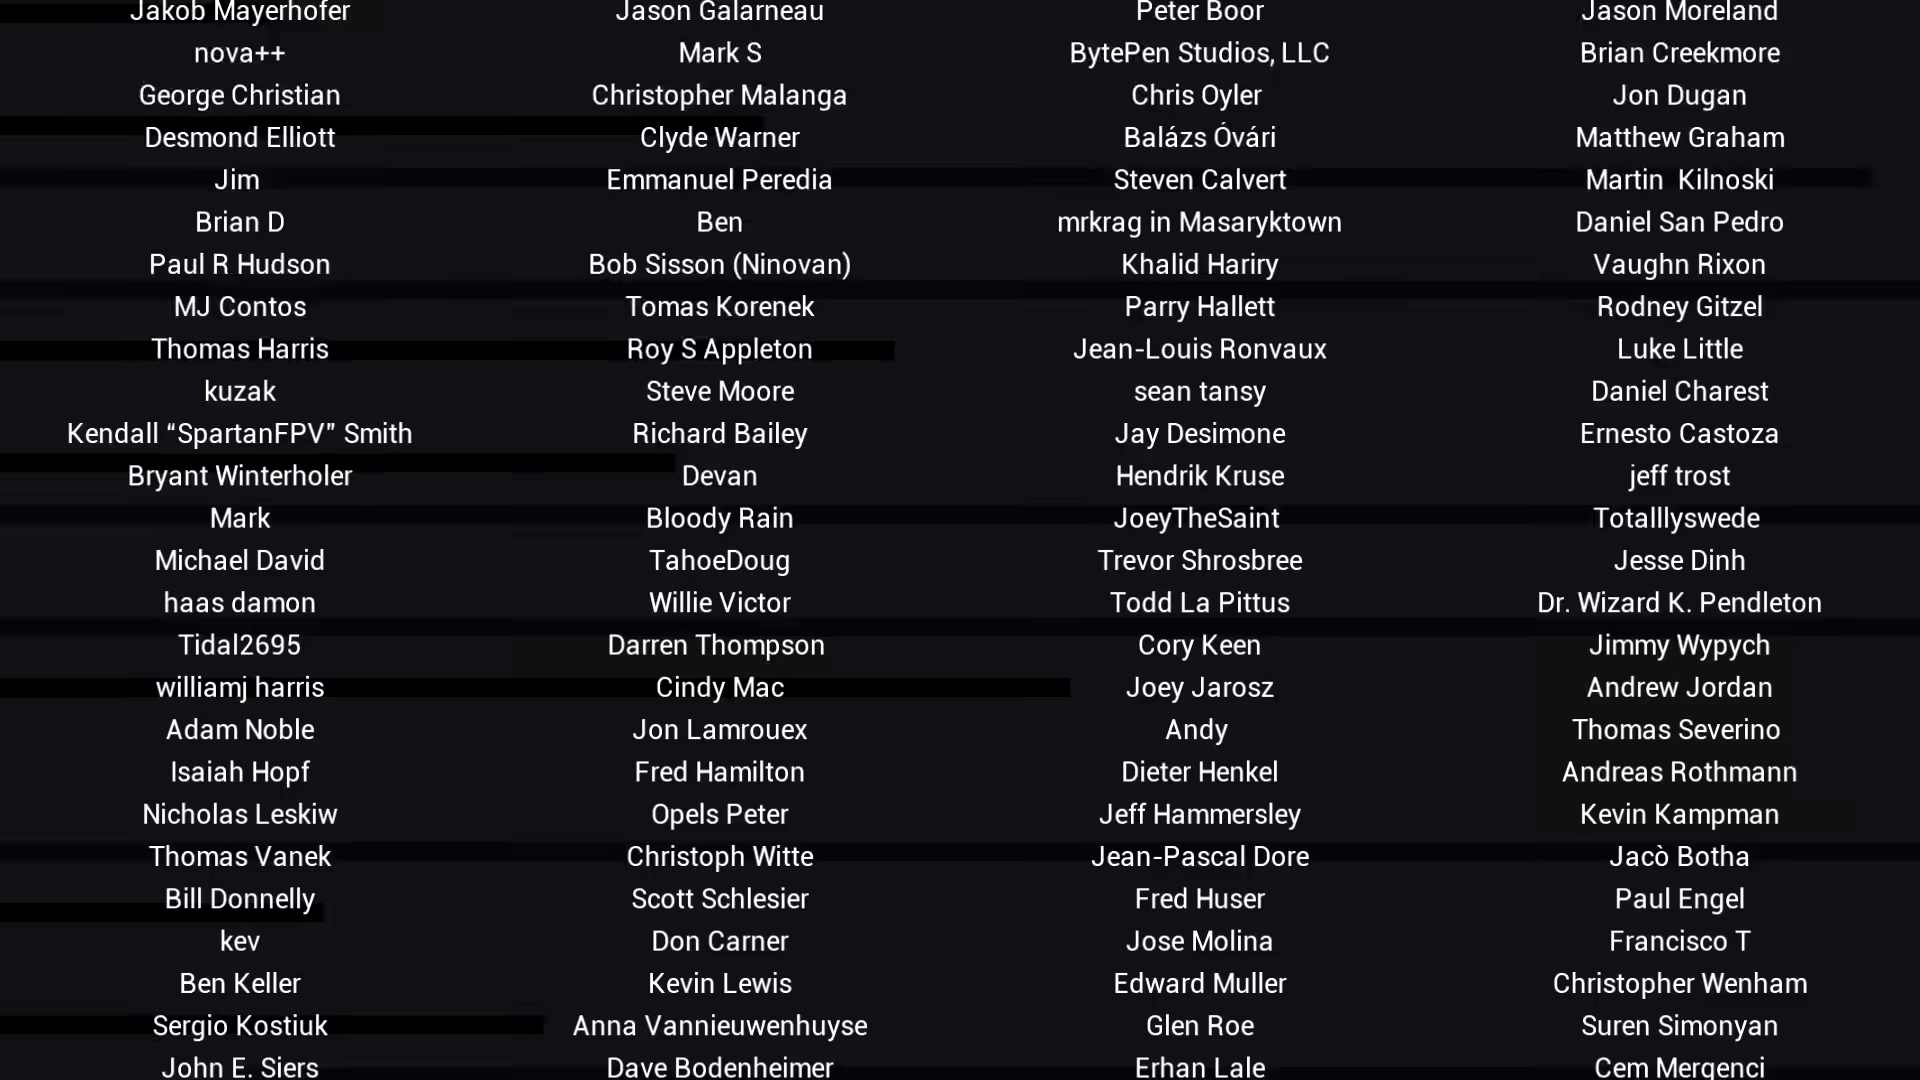 Jakob Mayerhofer Jason Galarneau Peter Boor Jason Moreland
nova++ Mark S BytePen Studios, LLC Brian Creekmore
George Christian Christopher Malanga Chris Oyler Jon Dugan
Desmond Elliott Clyde Warner Balázs Óvári Matthew Graham
Jim Emmanuel Peredia Steven Calvert Martin  Kilnoski
Brian D Ben mrkrag in Masaryktown Daniel San Pedro
Paul R Hudson Bob Sisson (Ninovan) Khalid Hariry Vaughn Rixon
MJ Contos Tomas Korenek Parry Hallett Rodney Gitzel
Thomas Harris Roy S Appleton Jean-Louis Ronvaux Luke Little
kuzak Steve Moore sean tansy Daniel Charest
Kendall “SpartanFPV” Smith Richard Bailey Jay Desimone Ernesto Castoza
Bryant Winterholer Devan Hendrik Kruse jeff trost
Mark Bloody Rain JoeyTheSaint Totalllyswede
Michael David TahoeDoug Trevor Shrosbree Jesse Dinh
haas damon Willie Victor Todd La Pittus Dr. Wizard K. Pendleton
Tidal2695 Darren Thompson Cory Keen Jimmy Wypych
williamj harris Cindy Mac Joey Jarosz Andrew Jordan
Adam Noble Jon Lamrouex Andy Thomas Severino
Isaiah Hopf Fred Hamilton Dieter Henkel Andreas Rothmann
Nicholas Leskiw Opels Peter Jeff Hammersley Kevin Kampman
Thomas Vanek Christoph Witte Jean-Pascal Dore Jacò Botha
Bill Donnelly Scott Schlesier Fred Huser Paul Engel
kev Don Carner Jose Molina Francisco T
Ben Keller Kevin Lewis Edward Muller Christopher Wenham
Sergio Kostiuk Anna Vannieuwenhuyse Glen Roe Suren Simonyan
John E. Siers Dave Bodenheimer Erhan Lale Cem Mergenci